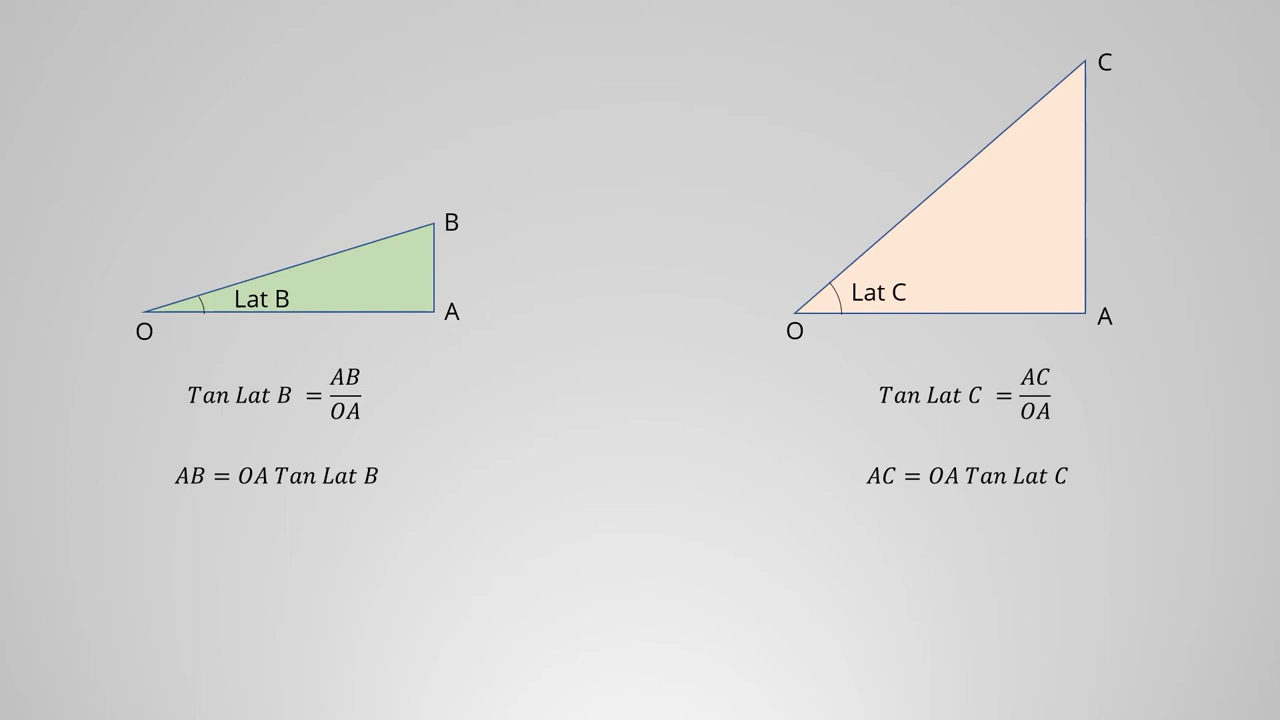 C
B
Lat B
A
O
Lat C
A
O
Tan Lat B = AB/OA
Tan Lat C = AC/OA
AB = OA Tan Lat B
AC = OA Tan Lat C